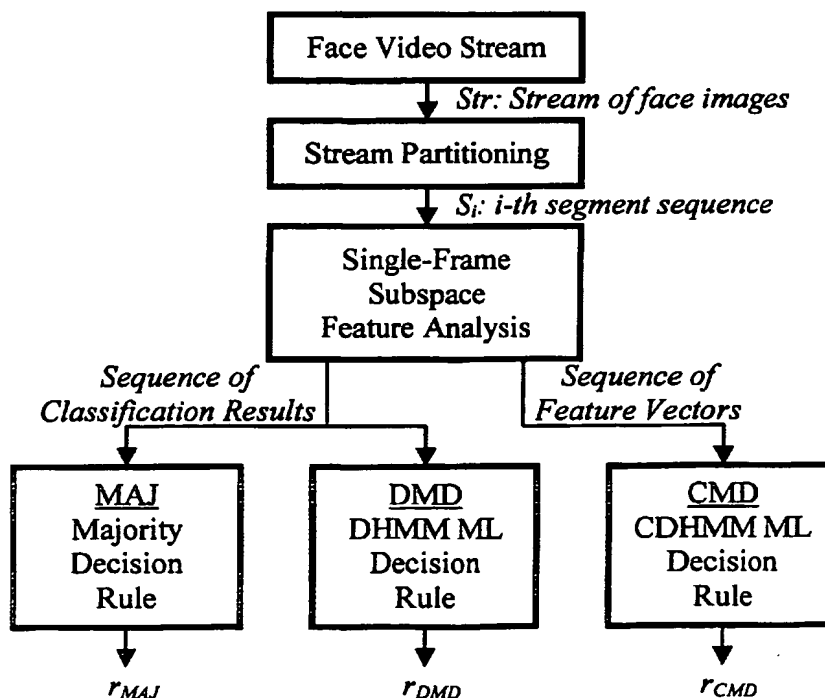 Face Video Stream
Str: Stream of face images
Stream Partitioning
Si: i-th segment sequence
Single-Frame
Subspace
Feature Analysis
Sequence of
Classification Results
Sequence of
Feature Vectors
MAJ
Majority
Decision
Rule
DMD
DHMM ML
Decision
Rule
CMD
CDHMM ML
Decision
Rule
rMAJ
rDMD
rCMD